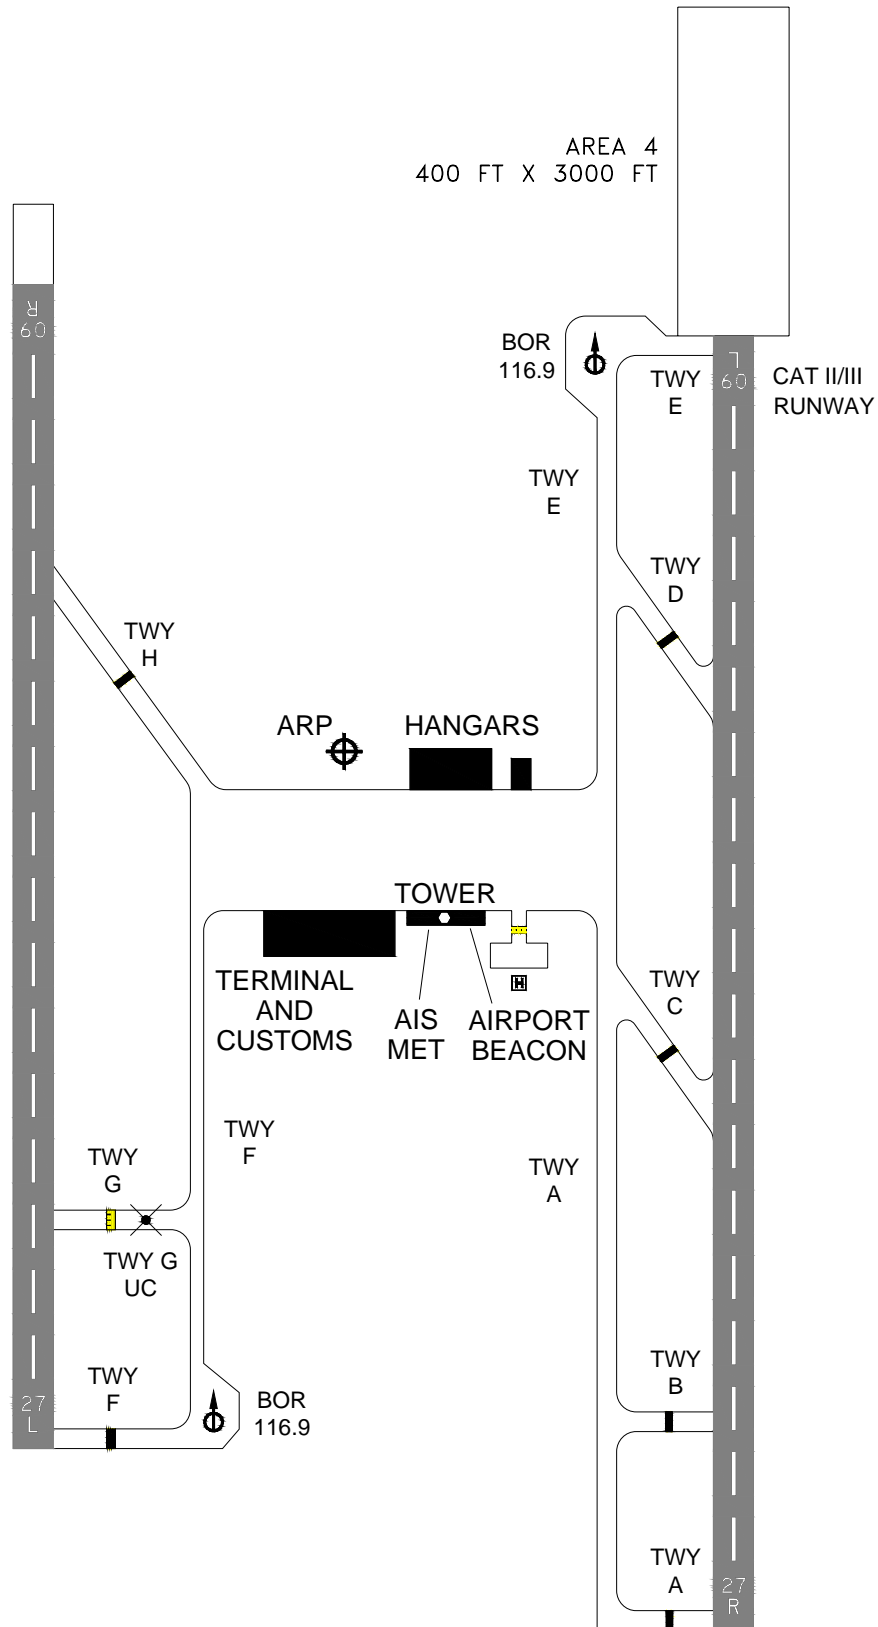 AREA 4
400 FT X 3000 FT
09
R
BOR
116.9
09
L
TWY
E
CAT II/III
RUNWAY
TWY
E
TWY
D
TWY
H
ARP
HANGARS
TOWER
TERMINAL
AND
CUSTOMS
AIS
MET
AIRPORT
BEACON
H
TWY
C
TWY
F
TWY
A
TWY
G
TWY G
UC
TWY
F
27
L
BOR
116.9
TWY
B
TWY
A
27
R